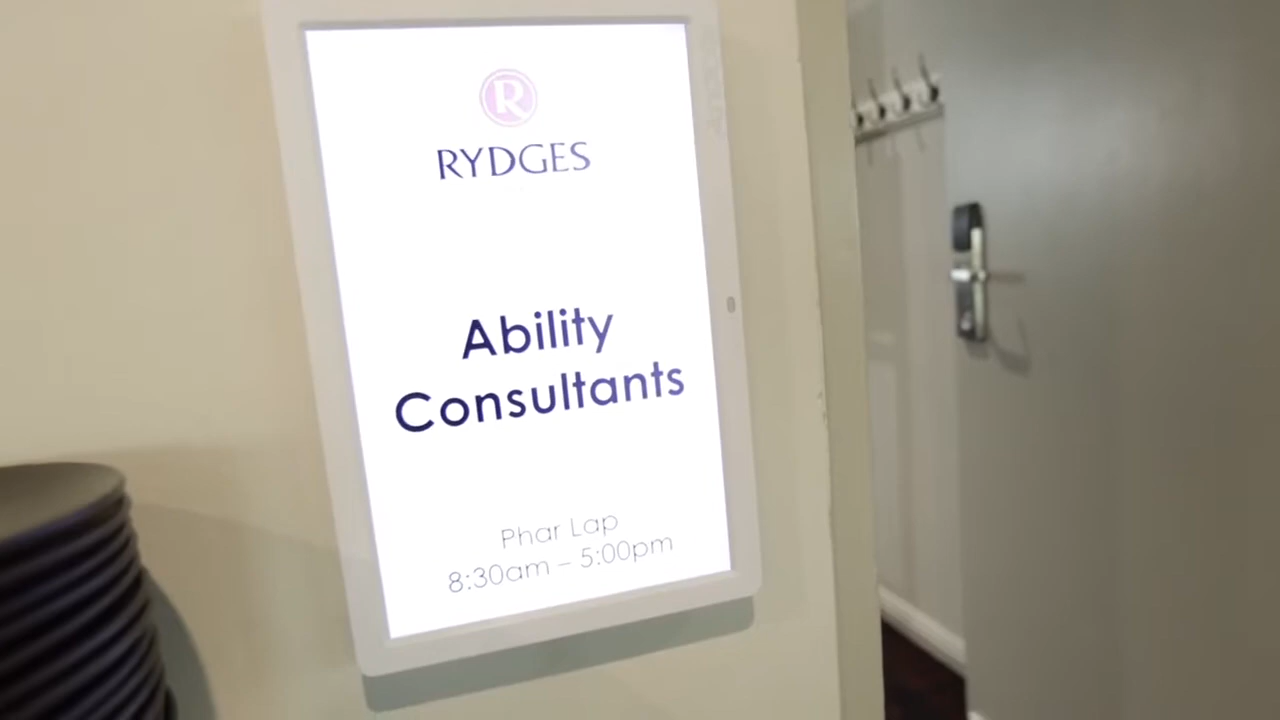 R
RYDGES
Ability
Consultants
Phar Lap
8:30am – 5:00pm